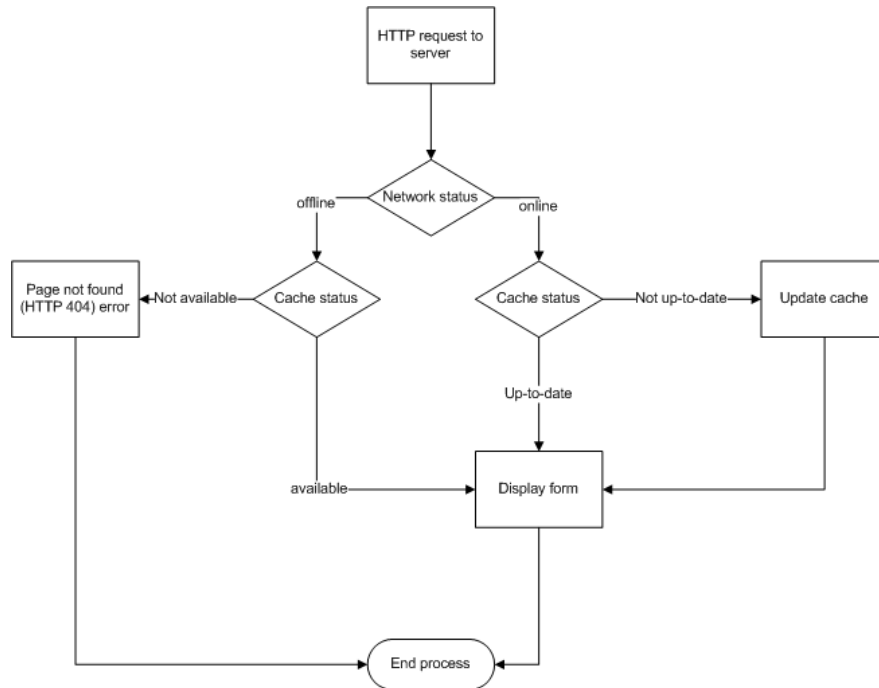 HTTP request to
server
Network status
offline
online
Page not found
(HTTP 404) error
Not available
Cache status
Cache status
Not up-to-date
Update cache
Up-to-date
available
Display form
End process